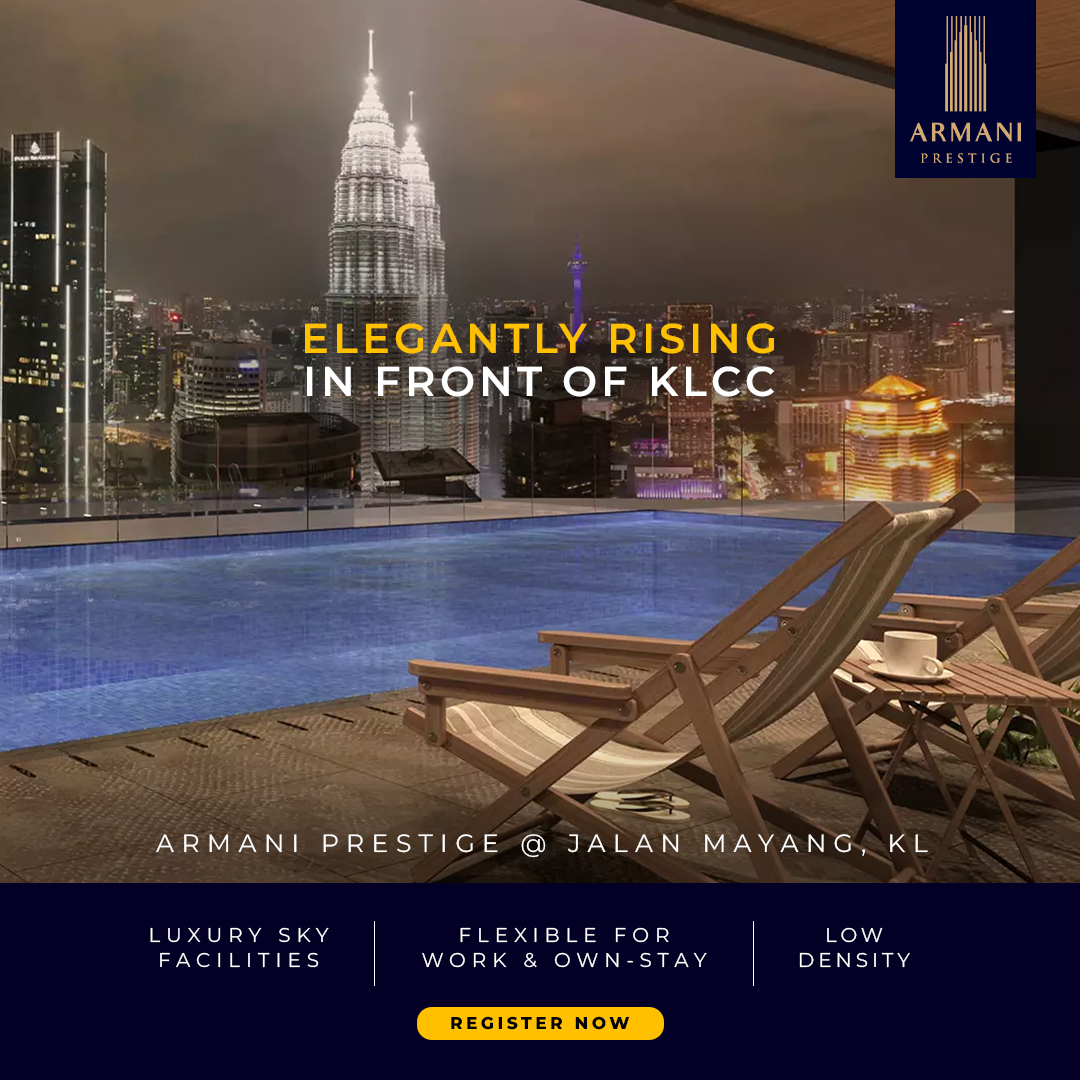 ARMANI
PRESTIGE
ELEGANTLY RISING
IN FRONT OF KLCC
ARMANI PRESTIGE @ JALAN MAYANG, KL
LUXURY SKY
FACILITIES
FLEXIBLE FOR
WORK & OWN-STAY
LOW
DENSITY
REGISTER NOW